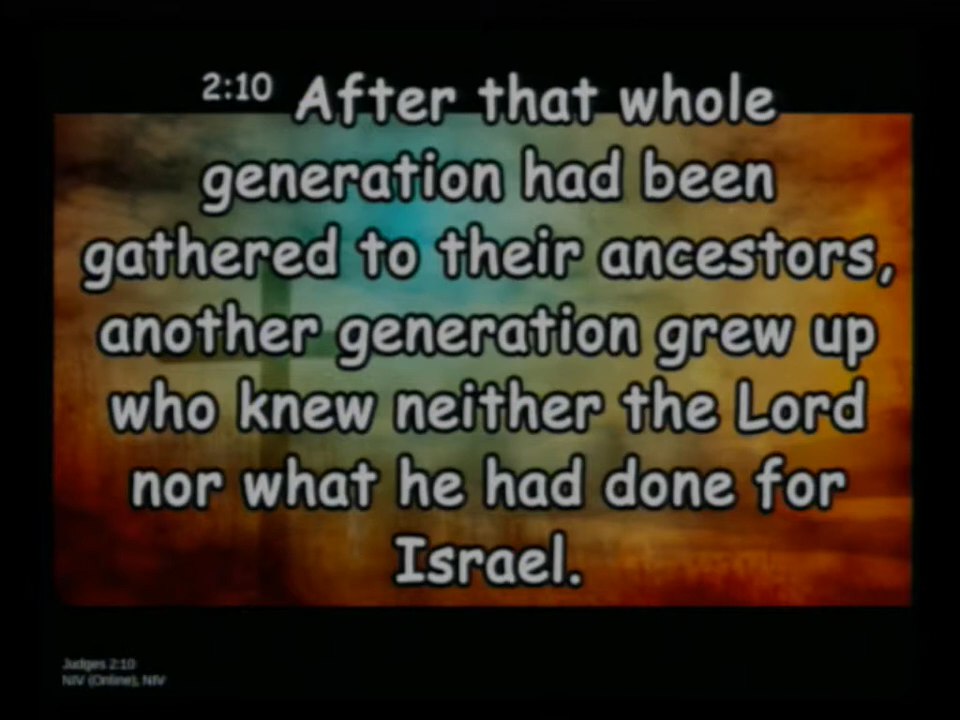 2:10 After that whole
generation had been
gathered to their ancestors,
another generation grew up
who knew neither the Lord
nor what he had done for
Israel.
Judges 2:10
NIV (Online), NIV